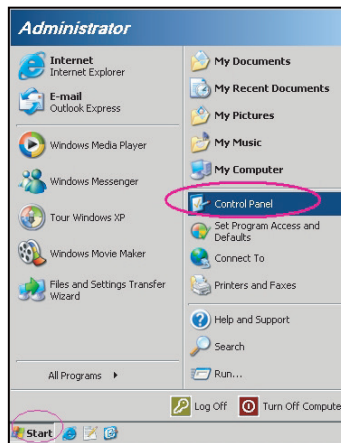 Administrator
Internet
Internet Explorer
E-mail
Outlook Express
Windows Media Player
Windows Messenger
Tour Windows XP
Windows Movie Maker
Files and Settings Transfer
Wizard
All Programs
My Documents
My Recent Documents
My Pictures
My Music
My Computer
Control Panel
Set Program Access and
Defaults
Connect To
Printers and Faxes
Help and Support
Search
Run...
Log Off
Turn Off Compute
Start